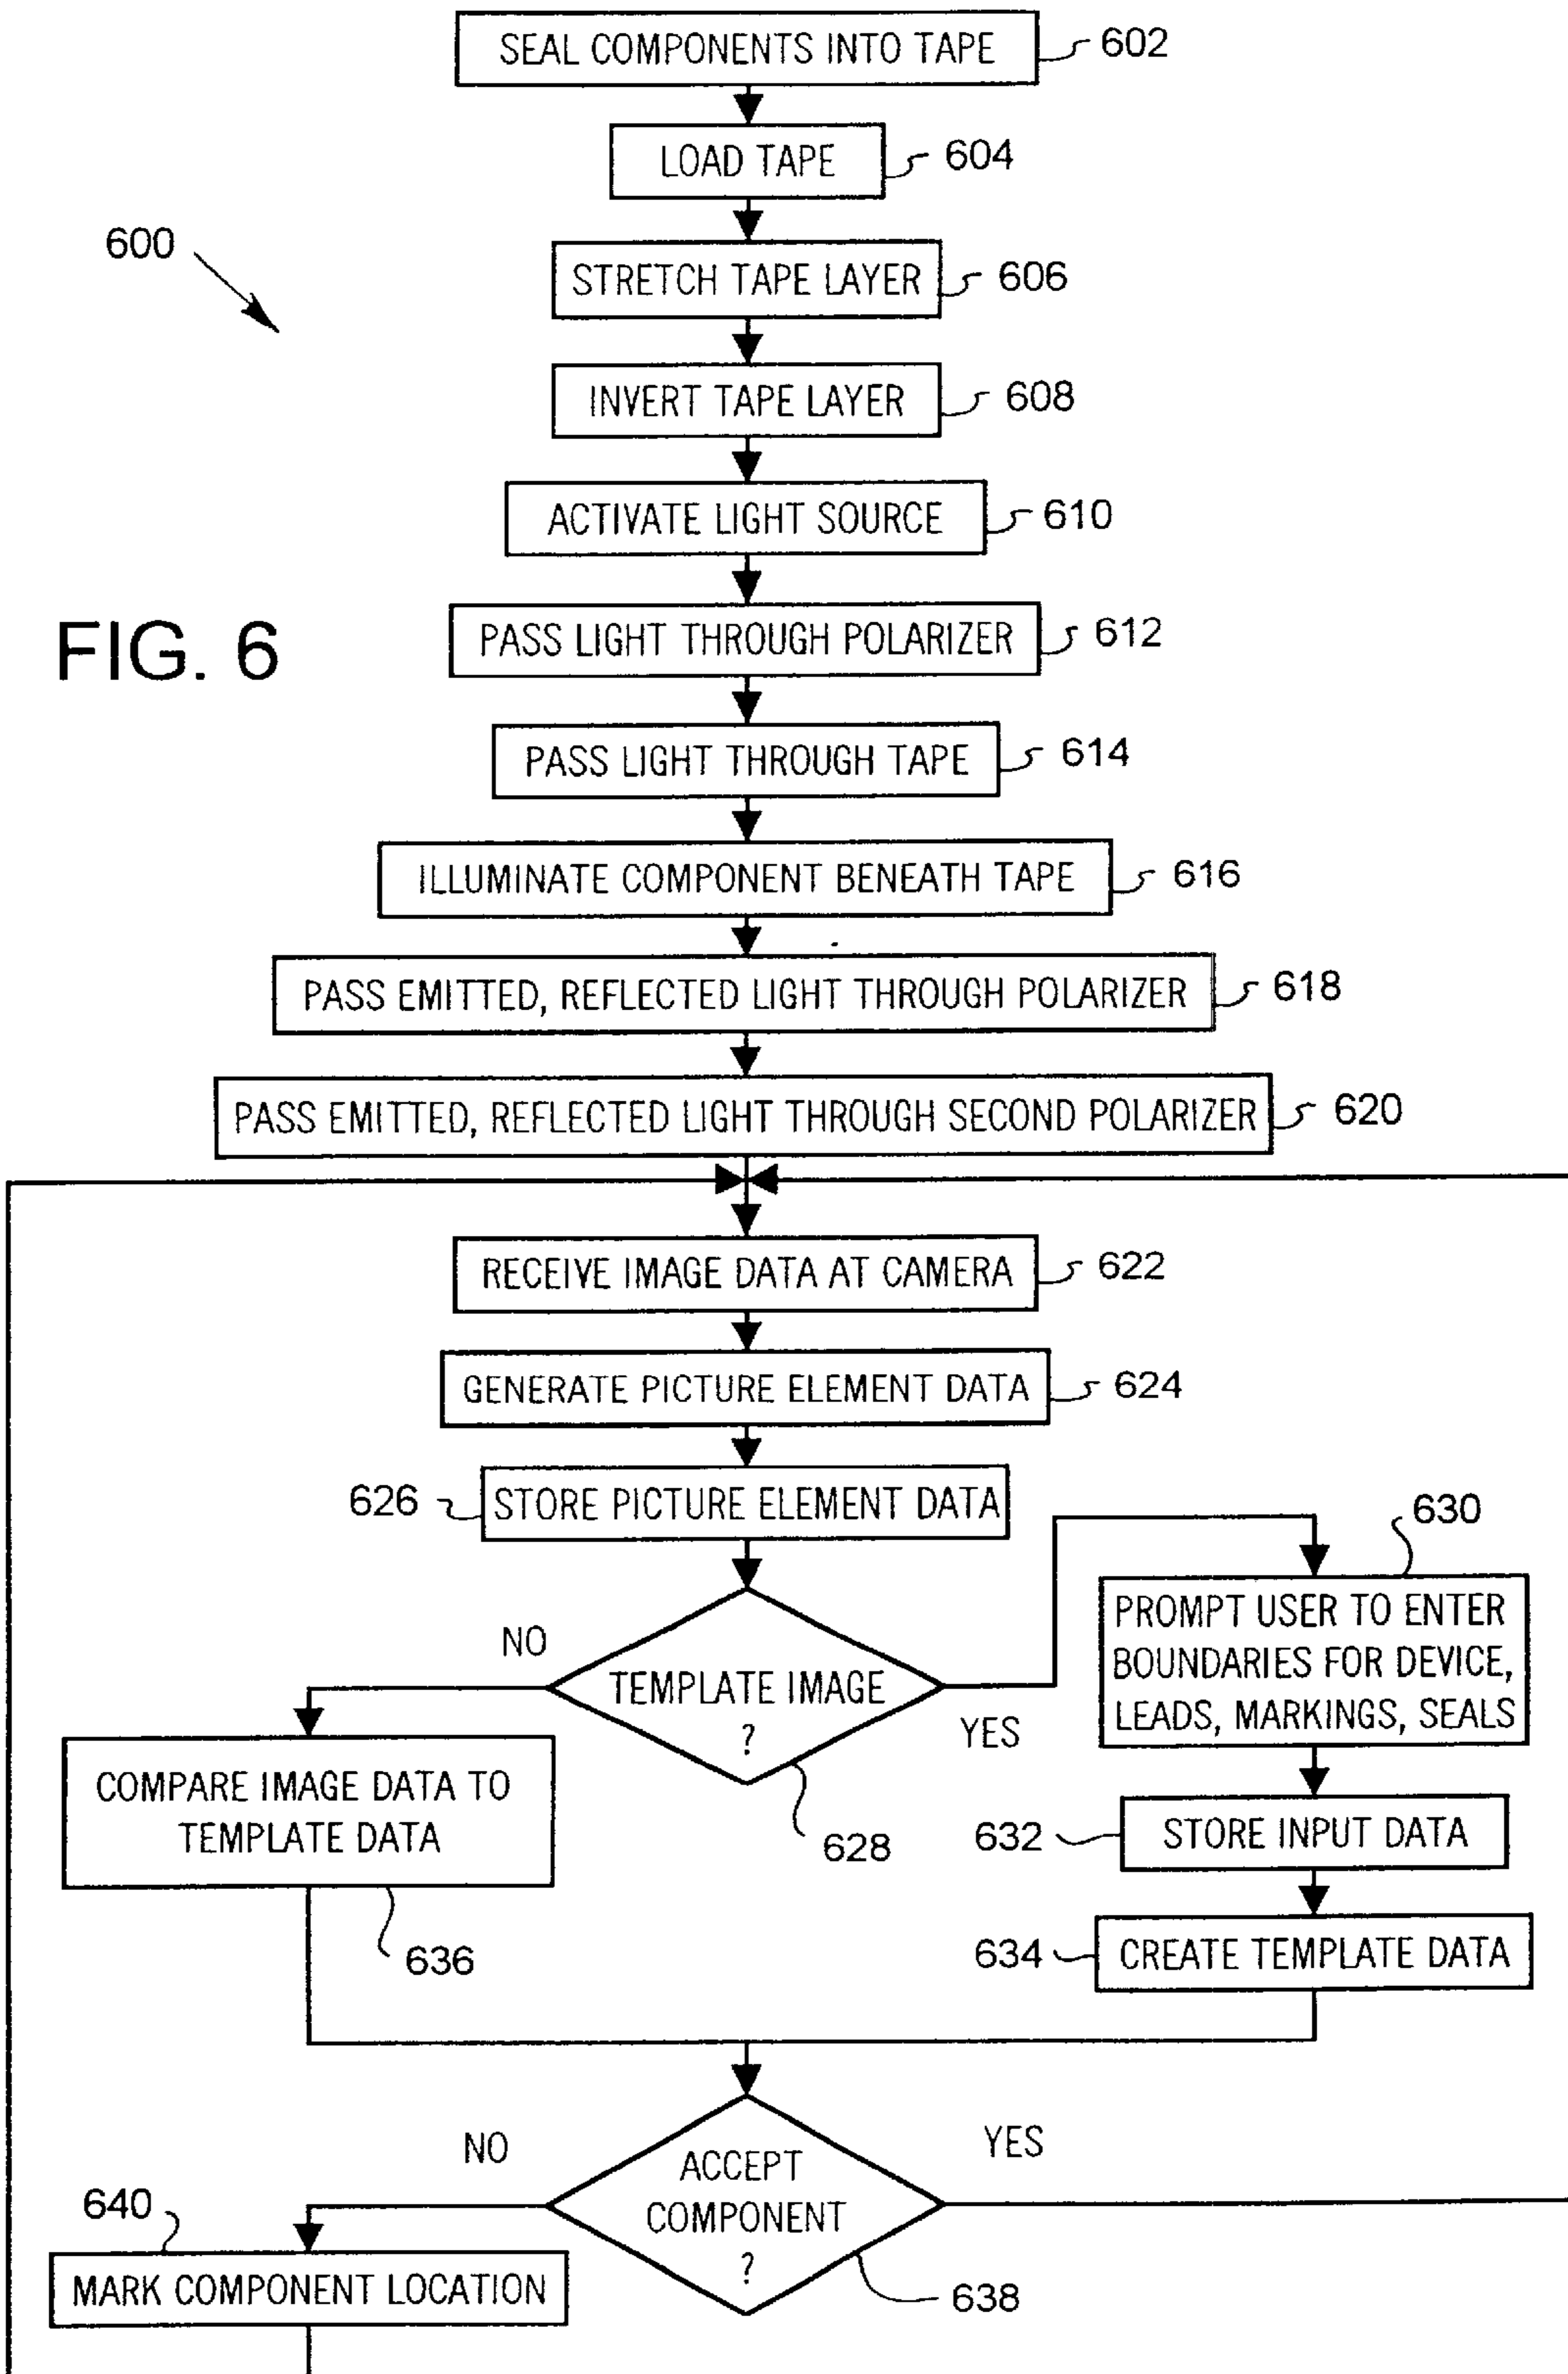 SEAL COMPONENTS INTO TAPE
602
LOAD TAPE
604
600
STRETCH TAPE LAYER
606
INVERT TAPE LAYER
608
ACTIVATE LIGHT SOURCE
610
FIG. 6
PASS LIGHT THROUGH POLARIZER
612
PASS LIGHT THROUGH TAPE
614
ILLUMINATE COMPONENT BENEATH TAPE
616
PASS EMITTED, REFLECTED LIGHT THROUGH POLARIZER
618
PASS EMITTED, REFLECTED LIGHT THROUGH SECOND POLARIZER
620
RECEIVE IMAGE DATA AT CAMERA
622
GENERATE PICTURE ELEMENT DATA
624
626
STORE PICTURE ELEMENT DATA
630
PROMPT USER TO ENTER
BOUNDARIES FOR DEVICE,
LEADS, MARKINGS, SEALS
NO
TEMPLATE IMAGE
?
YES
628
COMPARE IMAGE DATA TO
TEMPLATE DATA
636
632
STORE INPUT DATA
634
CREATE TEMPLATE DATA
NO
ACCEPT
COMPONENT
?
YES
638
640
MARK COMPONENT LOCATION